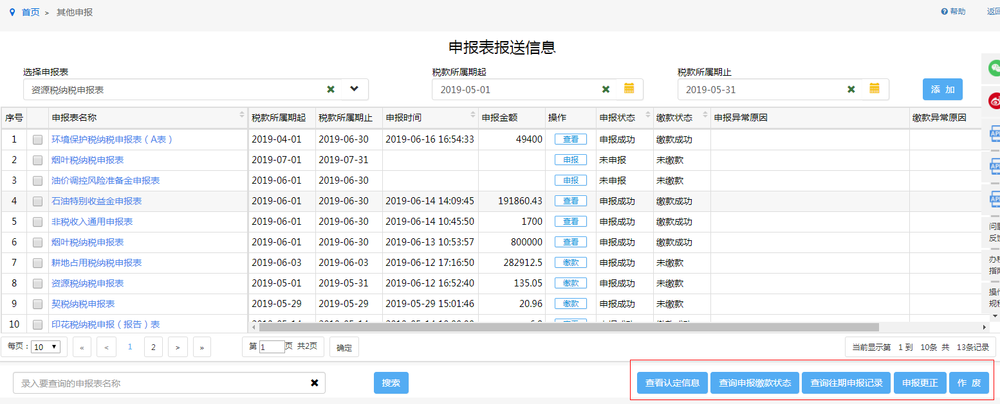 首页 > 其他申报
帮助 返回
申报表报送信息
选择申报表 税款所属期起 税款所属期止
资源税纳税申报表 2019-05-01 2019-05-31 添 加
序号 申报表名称 税款所属期起 税款所属期止 申报时间 申报金额 操作 申报状态 缴款状态 申报异常原因 缴款异常原因
1 环境保护税纳税申报表（A表） 2019-04-01 2019-06-30 2019-06-16 16:54:33 49400 查看 申报成功 缴款成功
2 烟叶税纳税申报表 2019-07-01 2019-07-31 申报 未申报 未缴款
3 油价调控风险准备金申报表 2019-06-01 2019-06-30 申报 未申报 未缴款
4 石油特别收益金申报表 2019-06-01 2019-06-30 2019-06-14 14:09:45 191860.43 查看 申报成功 缴款成功
5 非税收入通用申报表 2019-06-01 2019-06-30 2019-06-14 10:45:50 1700 查看 申报成功 缴款成功
6 烟叶税纳税申报表 2019-06-01 2019-06-30 2019-06-13 10:53:57 800000 查看 申报成功 缴款成功
7 耕地占用税纳税申报表 2019-06-03 2019-06-03 2019-06-12 17:16:50 282912.5 缴款 申报成功 未缴款
8 资源税纳税申报表 2019-05-01 2019-05-31 2019-06-12 16:52:40 135.05 缴款 申报成功 未缴款
9 契税纳税申报表 2019-05-29 2019-05-29 2019-05-29 15:01:46 20.96 缴款 申报成功 未缴款
10 印花税纳税申报（报告）表
问题
反馈
办税
指南
操作
规程
每页： 10 « < 1 2 > » 第 1 页 共2页 确定 当前显示第 1 到 10条 共 13条记录
录入要查询的申报表名称 搜索 查看认定信息 查询申报缴款状态 查询往期申报记录 申报更正 作 废